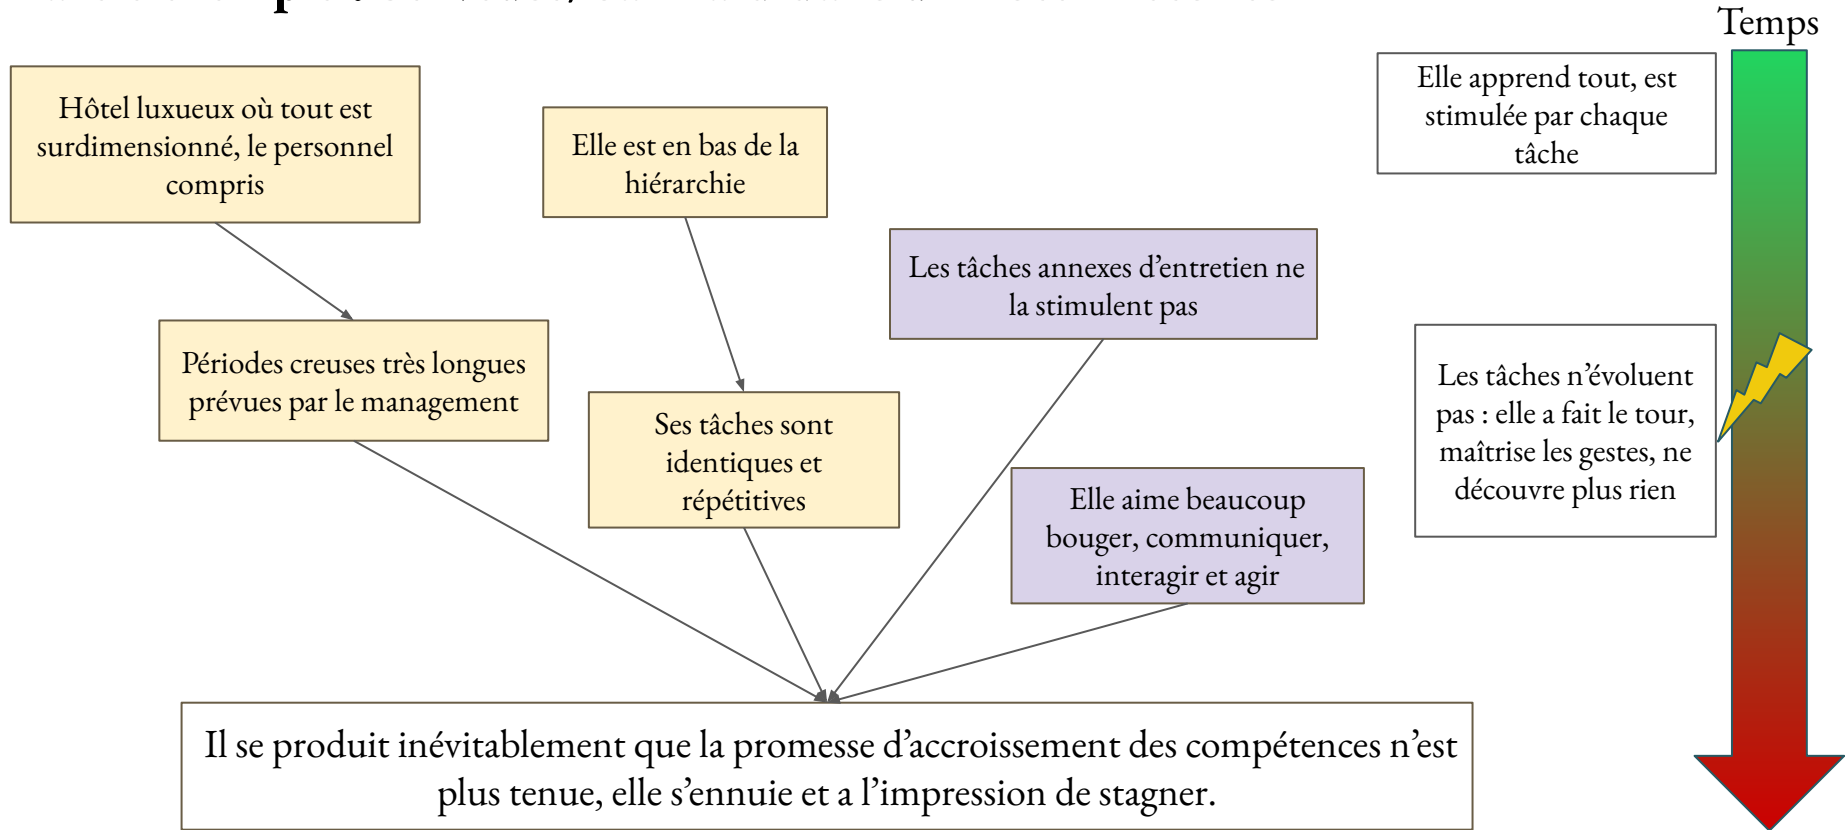 Temps
Hôtel luxueux où tout est
surdimensionné, le personnel
compris
Elle est en bas de la
hiérarchie
Elle apprend tout, est
stimulée par chaque
tâche
Les tâches annexes d’entretien ne
la stimulent pas
Périodes creuses très longues
prévues par le management
Ses tâches sont
identiques et
répétitives
Les tâches n’évoluent
pas : elle a fait le tour,
maîtrise les gestes, ne
découvre plus rien
Elle aime beaucoup
bouger, communiquer,
interagir et agir
Il se produit inévitablement que la promesse d’accroissement des compétences n’est
plus tenue, elle s’ennuie et a l’impression de stagner.